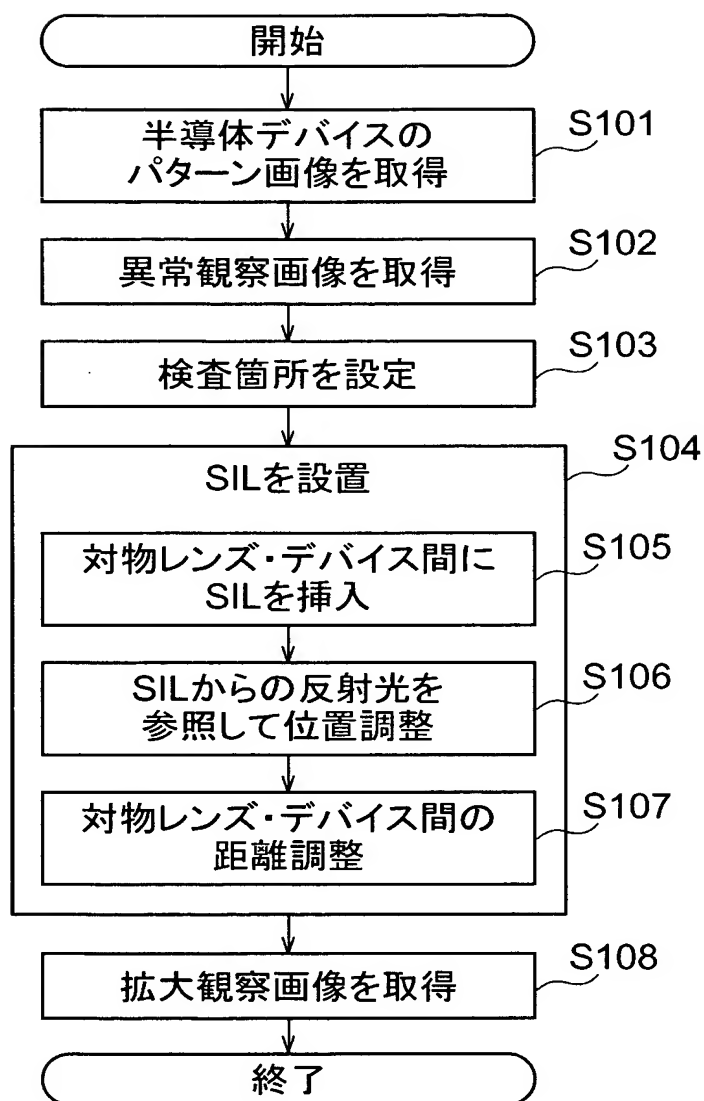 開始
半導体デバイスの
パターン画像を取得
S101
異常観察画像を取得
S102
検査箇所を設定
S103
SILを設置
S104
対物レンズ・デバイス間に
SILを挿入
S105
SILからの反射光を
参照して位置調整
S106
対物レンズ・デバイス間の
距離調整
S107
拡大観察画像を取得
S108
終了